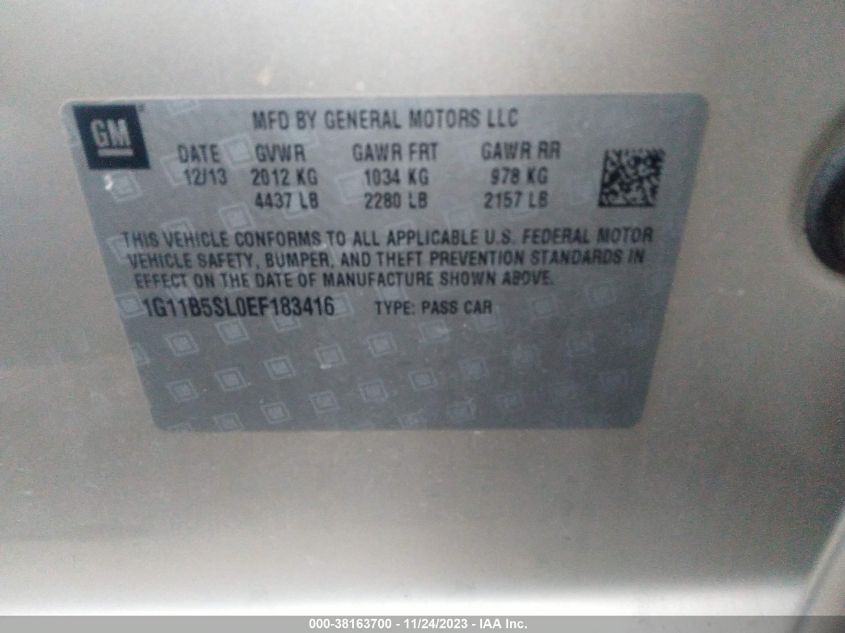 GM
MFD BY GENERAL MOTORS LLC
DATE GVWR GAWR FRT GAWR RR
12/13 2012 KG 1034 KG 978 KG
4437 LB 2280 LB 2157 LB
THIS VEHICLE CONFORMS TO ALL APPLICABLE U.S. FEDERAL MOTOR
VEHICLE SAFETY, BUMPER, AND THEFT PREVENTION STANDARDS IN
EFFECT ON THE DATE OF MANUFACTURE SHOWN ABOVE.
1G11B5SL0EF183416 TYPE: PASS CAR
000-38163700 - 11/24/2023 - IAA Inc.